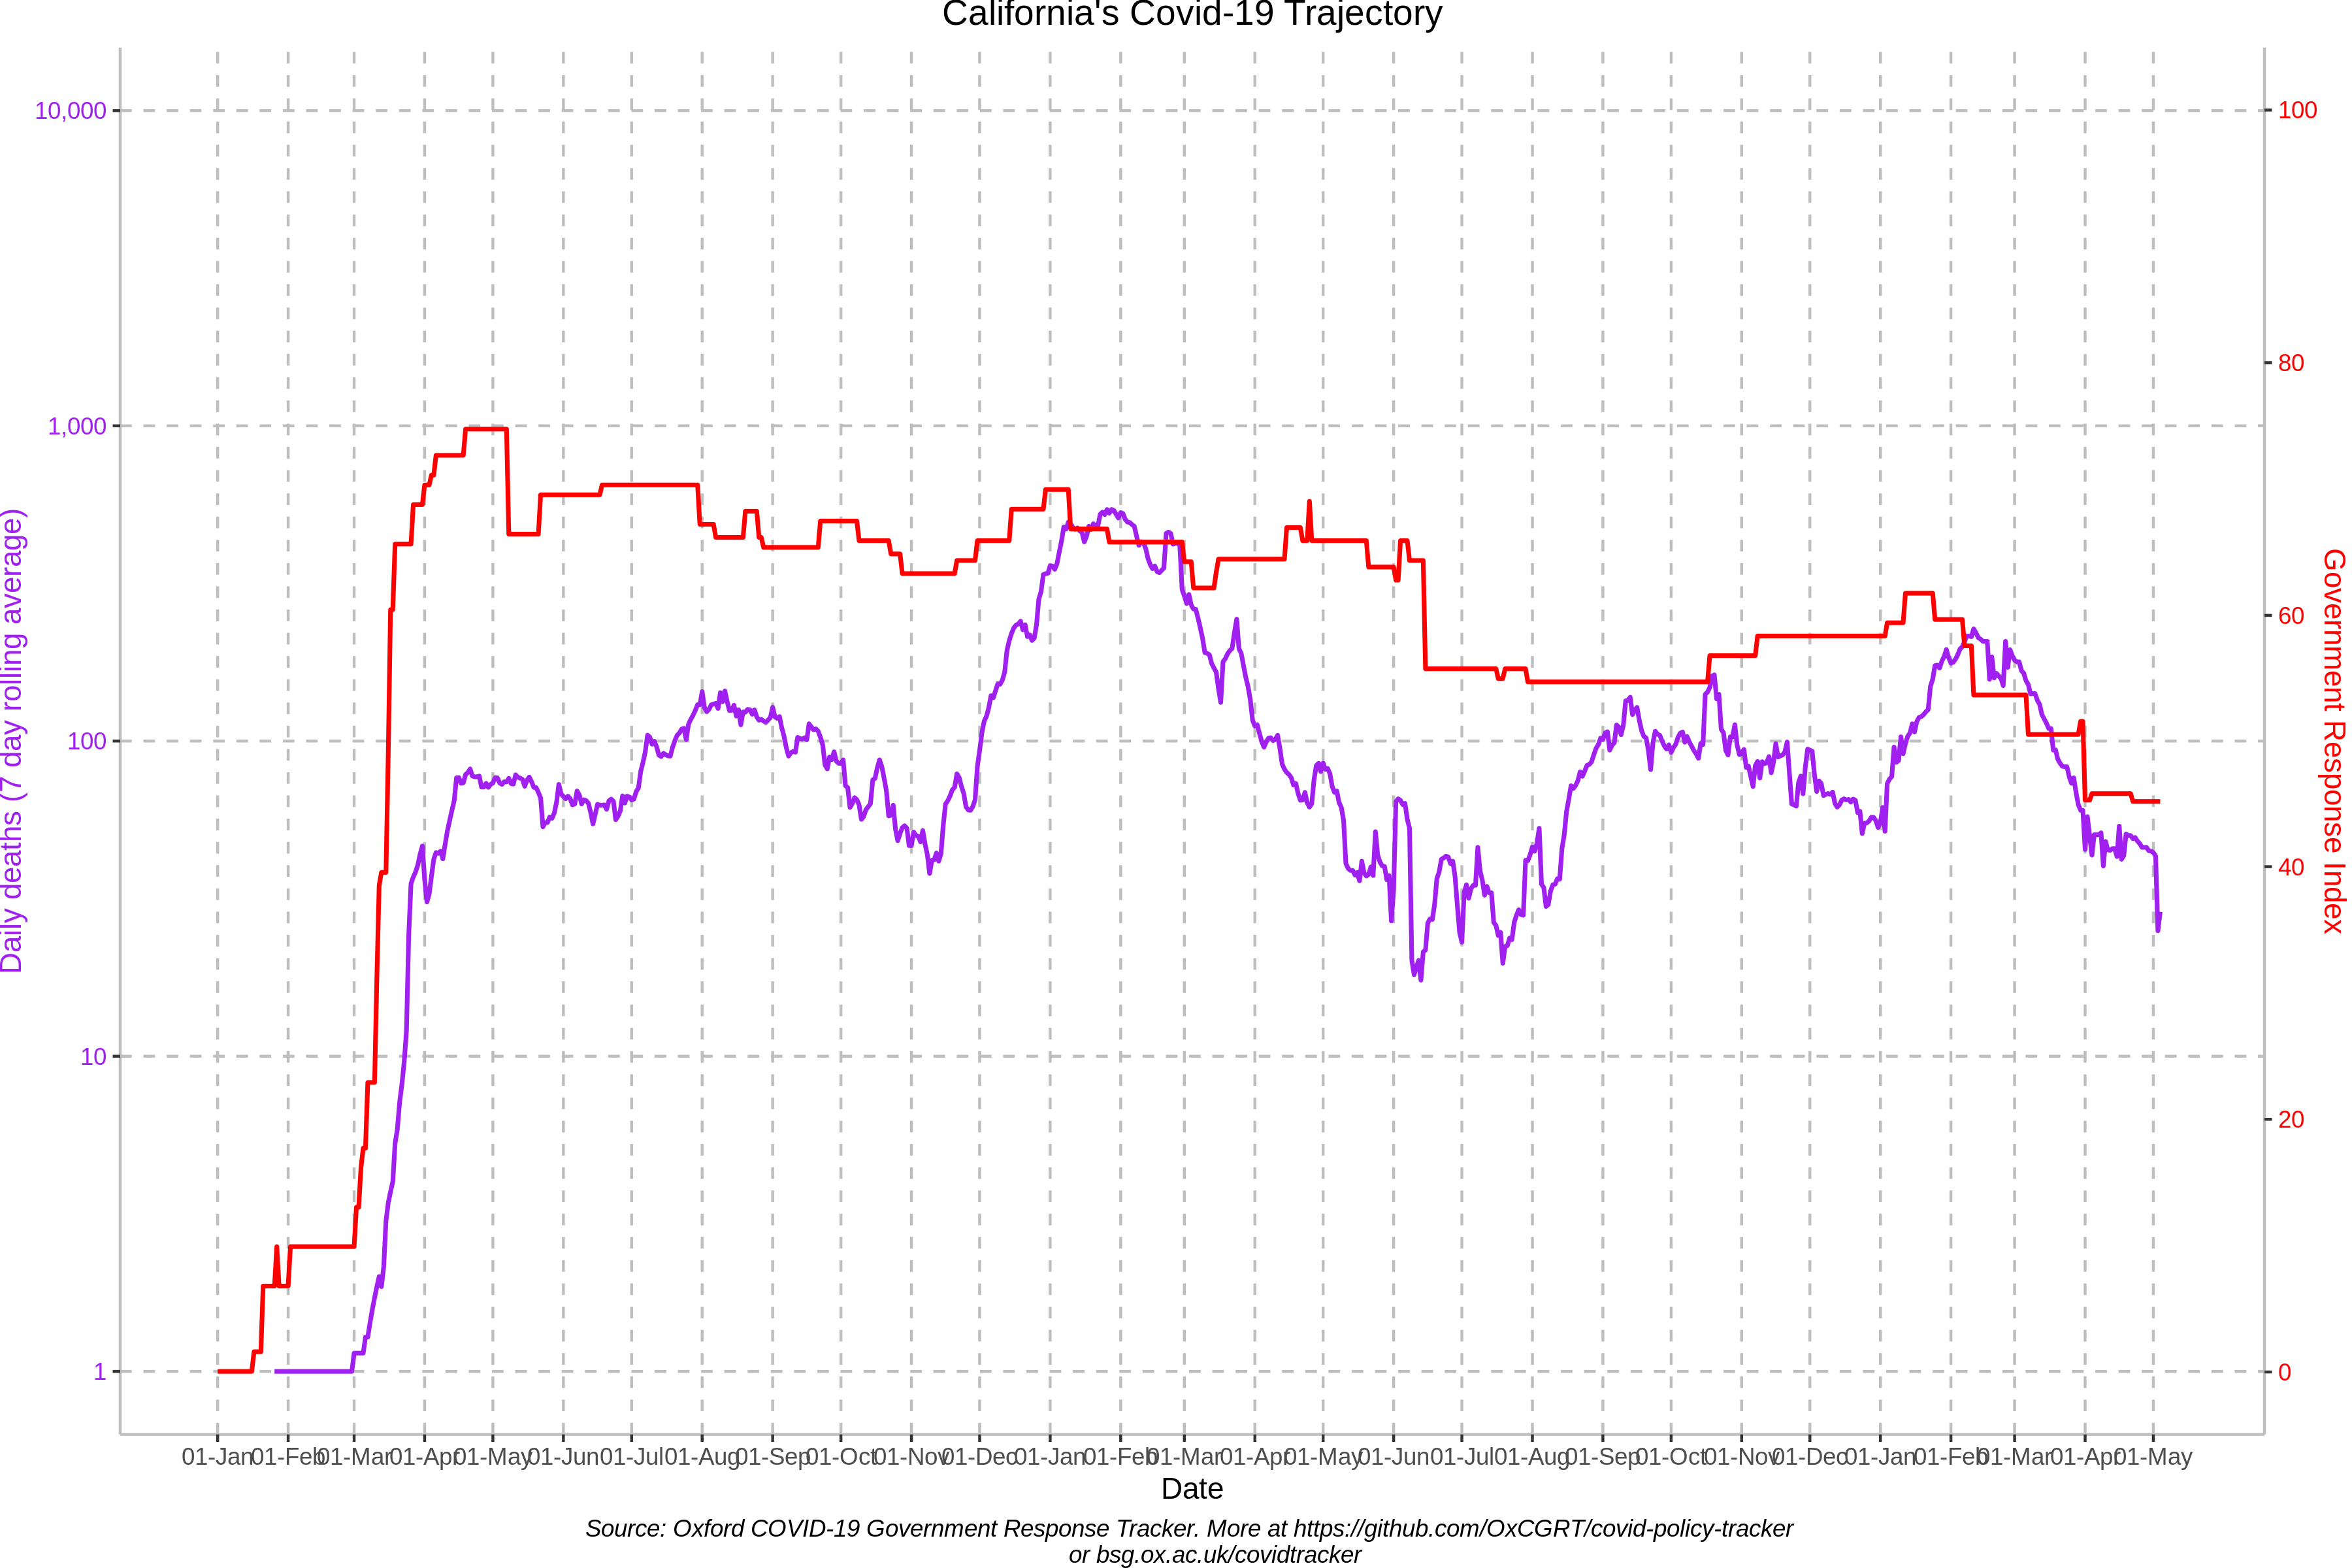 California's Covid-19 Trajectory
10,000
1,000
100
10
1
Daily deaths (7 day rolling average)
100
80
60
40
20
0
Government Response Index
01-Jan 01-Feb 01-Mar 01-Apr 01-May 01-Jun 01-Jul 01-Aug 01-Sep 01-Oct 01-Nov 01-Dec 01-Jan 01-Feb 01-Mar 01-Apr 01-May 01-Jun 01-Jul 01-Aug 01-Sep 01-Oct 01-Nov 01-Dec 01-Jan 01-Feb 01-Mar 01-Apr 01-May
Date
Source: Oxford COVID-19 Government Response Tracker. More at https://github.com/OxCGRT/covid-policy-tracker
or bsg.ox.ac.uk/covidtracker